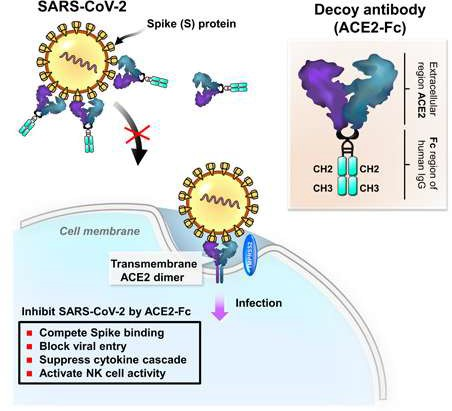 SARS-CoV-2
Spike (S) protein
Decoy antibody
(ACE2-Fc)
Extracellular
region ACE2
Fc region of
human IgG
CH2
CH2
CH3
CH3
Cell membrane
Transmembrane
ACE2 dimer
TMPRSS2
Infection
Inhibit SARS-CoV-2 by ACE2-Fc
Compete Spike binding
Block viral entry
Suppress cytokine cascade
Activate NK cell activity